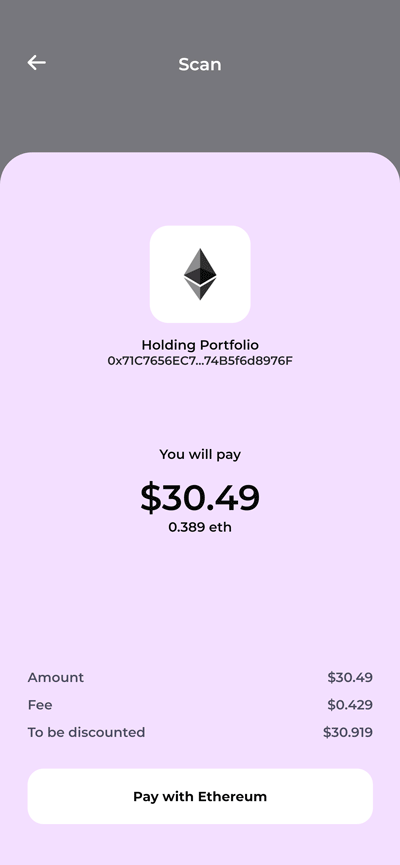 Scan
Holding Portfolio
0x71C7656EC7...74B5f6d8976F
You will pay
$30.49
0.389 eth
Amount $30.49
Fee $0.429
To be discounted $30.919
Pay with Ethereum